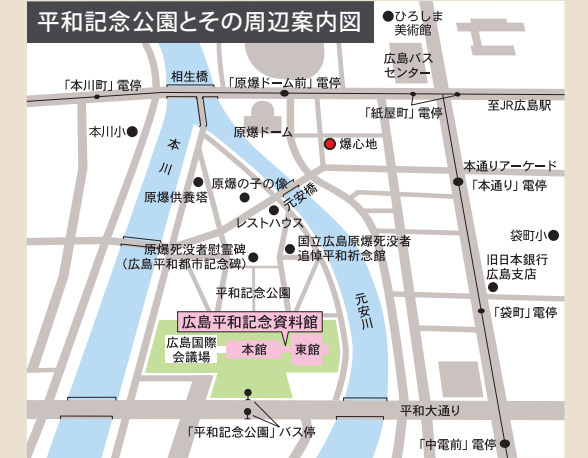 平和記念公園とその周辺案内図
ひろしま
美術館
広島バス
センター
相生橋
「本川町」電停
「原爆ドーム前」電停
「紙屋町」電停
至JR広島駅
本川小
本川
原爆ドーム
爆心地
本通りアーケード
「本通り」電停
原爆供養塔
原爆の子の像
元安橋
レストハウス
袋町小
国立広島原爆死没者
追悼平和祈念館
原爆死没者慰霊碑
（広島平和都市記念碑）
旧日本銀行
広島支店
平和記念公園
元安川
「袋町」電停
広島平和記念資料館
広島国際
会議場
本館
東館
平和大通り
「平和記念公園」バス停
「中電前」電停